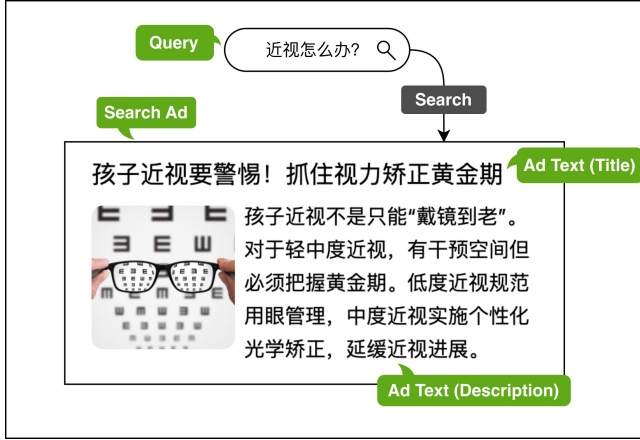 Query
近视怎么办?
Search
Search Ad
孩子近视要警惕！抓住视力矫正黄金期
Ad Text (Title)
孩子近视不是只能“戴镜到老”。
对于轻中度近视，有干预空间但
必须把握黄金期。低度近视规范
用眼管理，中度近视实施个性化
光学矫正，延缓近视进展。
Ad Text (Description)